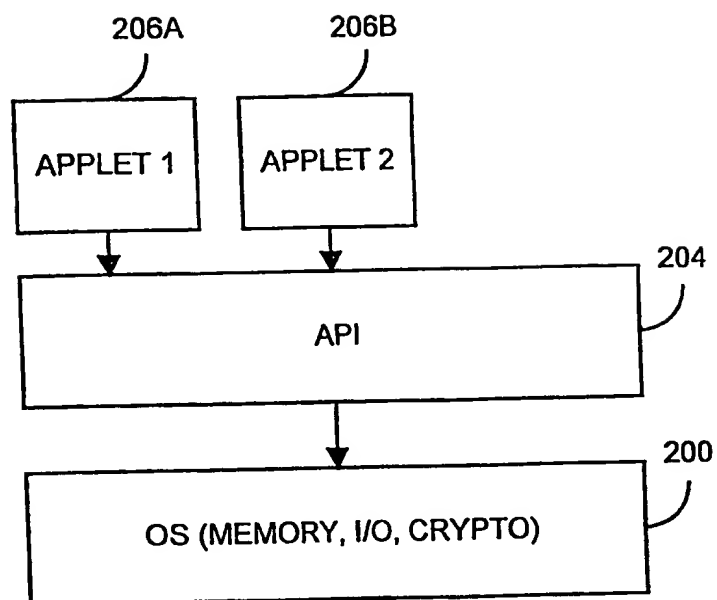 206A
206B
APPLET 1
APPLET 2
204
API
200
OS (MEMORY, I/O, CRYPTO)